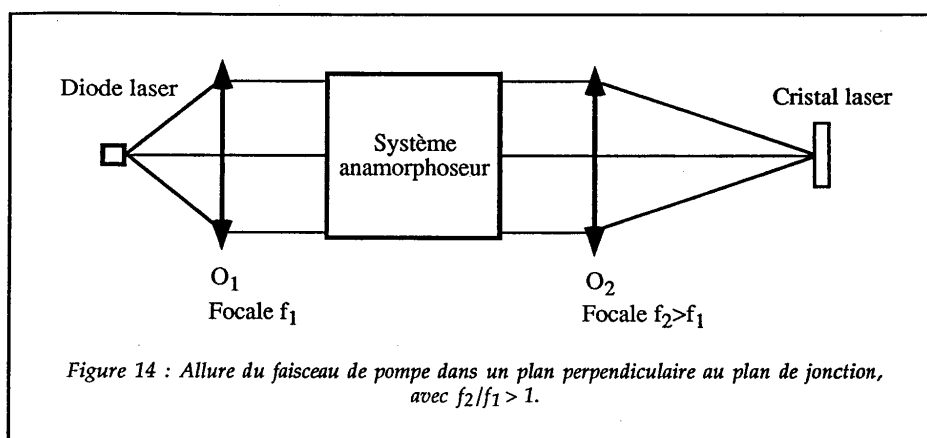 Diode laser
Système
anamorphoseur
Cristal laser
O1
Focale f1
O2
Focale f2>f1
Figure 14 : Allure du faisceau de pompe dans un plan perpendiculaire au plan de jonction,
avec f2/f1 > 1.